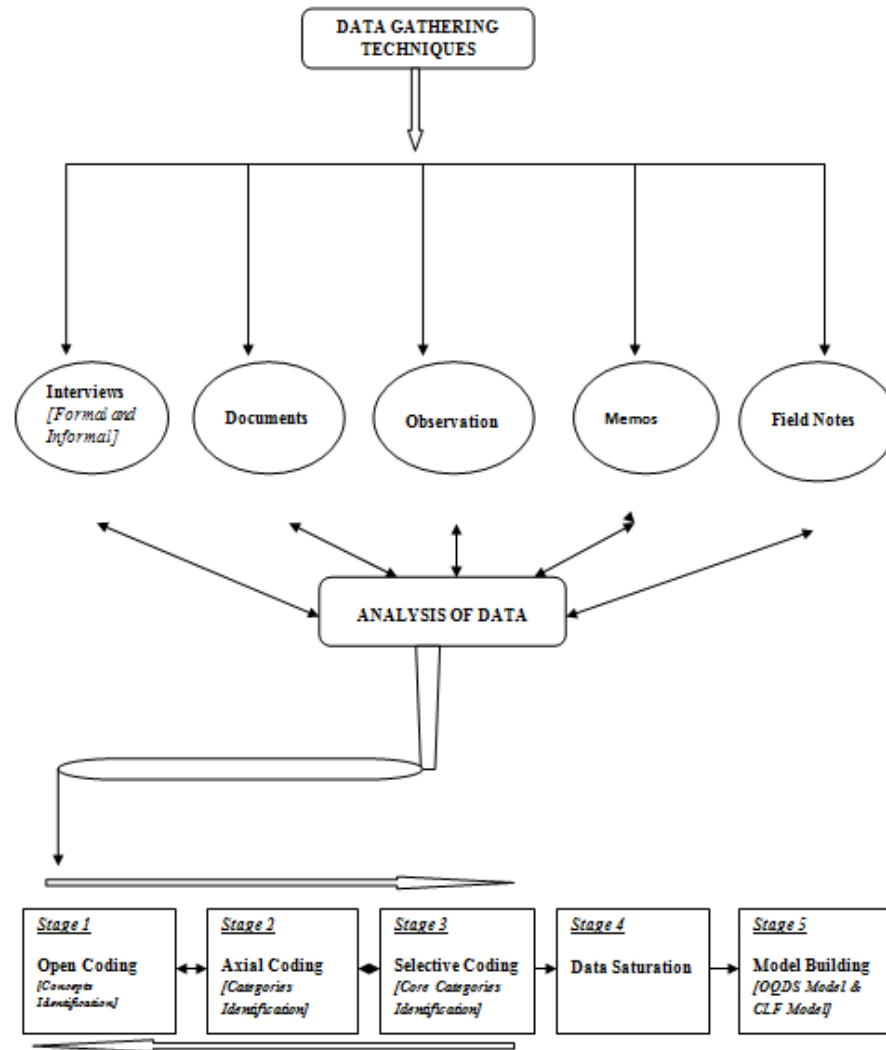 DATA GATHERING
TECHNIQUES
Interviews
[Formal and
Informal]
Documents
Observation
Memos
Field Notes
ANALYSIS OF DATA
Stage 1
Open Coding
[Concepts
Identification]
Stage 2
Axial Coding
[Categories
Identification]
Stage 3
Selective Coding
[Core Categories
Identification]
Stage 4
Data Saturation
Stage 5
Model Building
[OQDS Model &
CLF Model]